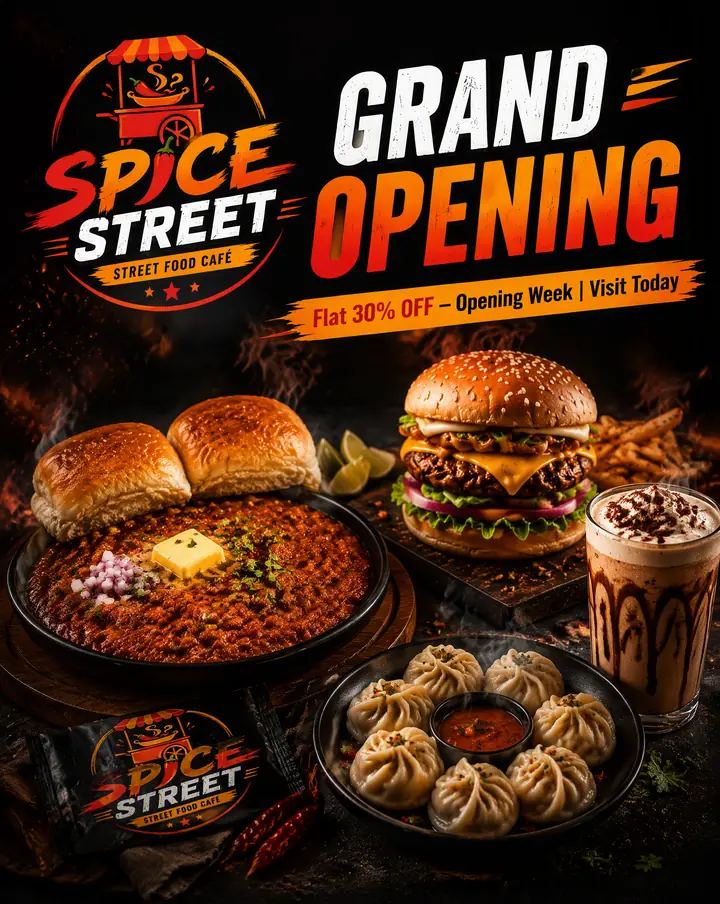 SPICE
STREET
STREET FOOD CAFÉ
GRAND
OPENING
Flat 30% OFF – Opening Week | Visit Today
SPICE
STREET
STREET FOOD CAFÉ